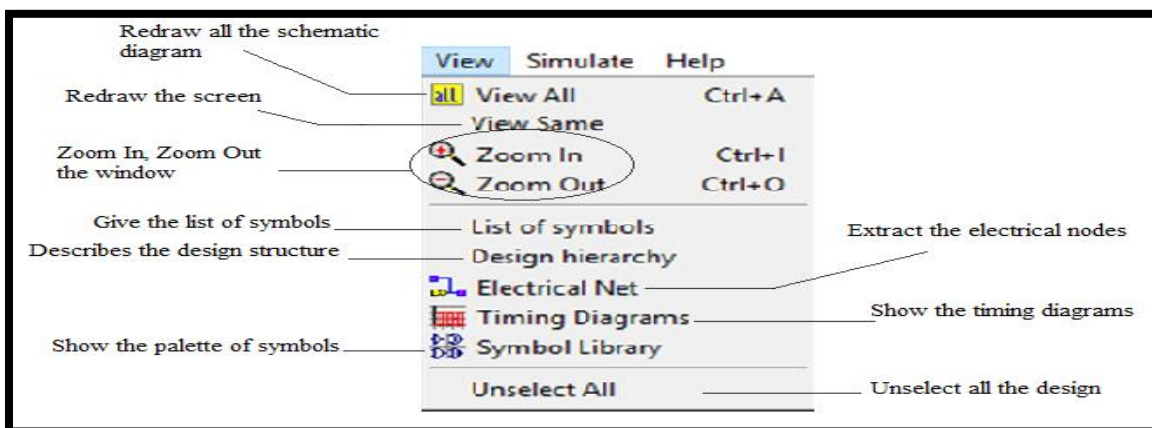 Redraw all the schematic
diagram
View Simulate Help
all View All Ctrl+A
Redraw the screen
View Same
Zoom In, Zoom Out
the window
Zoom In Ctrl+I
Zoom Out Ctrl+O
Give the list of symbols
List of symbols
Extract the electrical nodes
Describes the design structure
Design hierarchy
Electrical Net
Timing Diagrams
Show the timing diagrams
Show the palette of symbols
Symbol Library
Unselect All
Unselect all the design